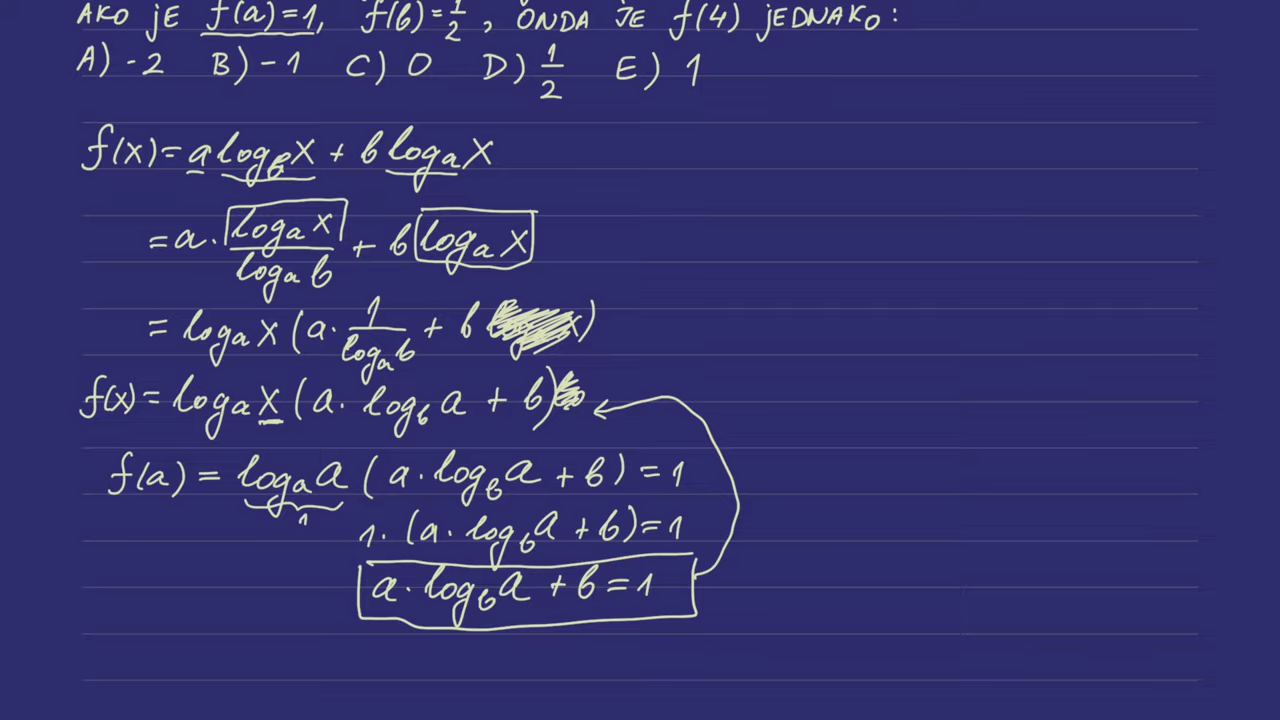 AKO JE f(a)=1, f(b)=1/2, ONDA JE f(4) JEDNAKO:
A) -2 B) -1 C) 0 D) 1/2 E) 1
f(x)= a log_b x + b log_a x
= a · log_a x / log_a b + b log_a x
= log_a x (a · 1/log_a b + b)
f(x)= log_a x (a · log_b a + b)
f(a) = log_a a (a · log_b a + b) = 1
1
1 · (a · log_b a + b) = 1
a · log_b a + b = 1